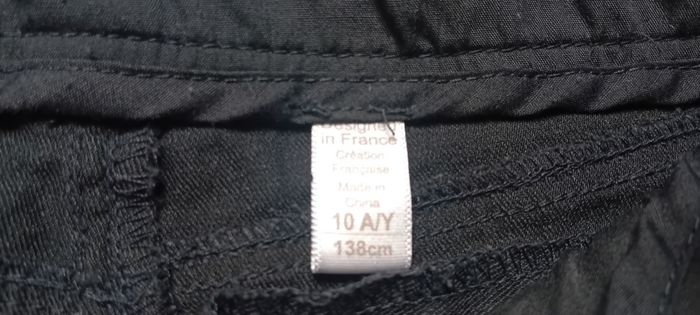 Designed
in France
Création
Française
Made in
China
10 A/Y
138cm